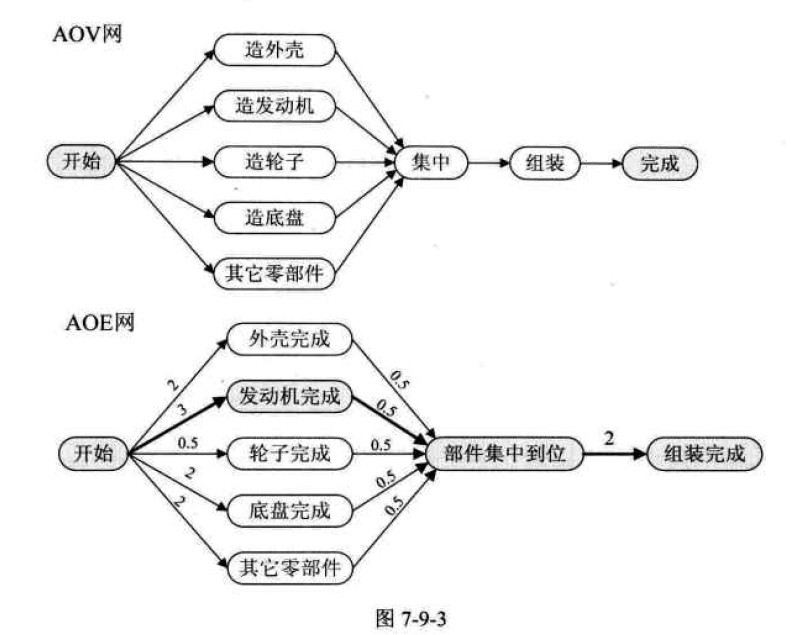 AOV网
造外壳
造发动机
开始
造轮子
集中
组装
完成
造底盘
其它零部件
AOE网
外壳完成
2
0.5
发动机完成
3
0.5
开始
0.5
轮子完成
0.5
部件集中到位
2
组装完成
2
底盘完成
0.5
2
其它零部件
0.5
图 7-9-3